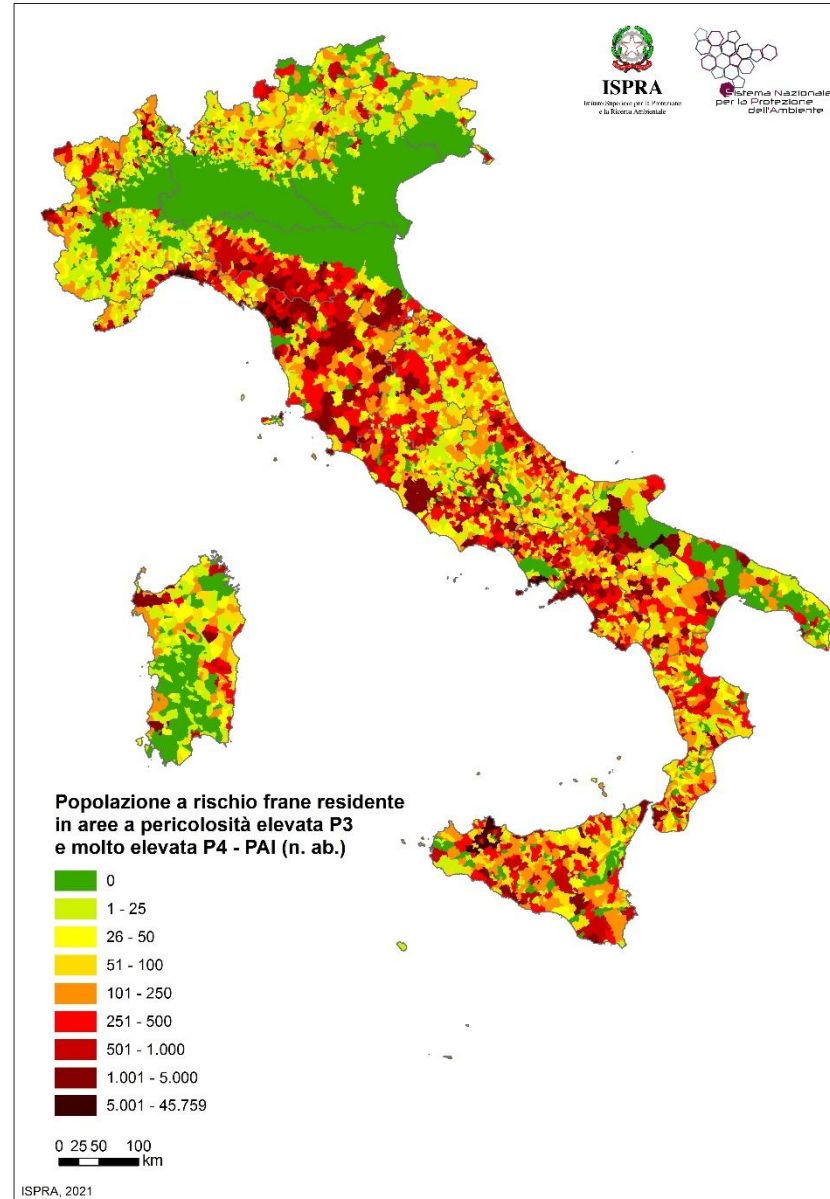 ISPRA
Istituto Superiore per la Protezione
e la Ricerca Ambientale
Sistema Nazionale
per la Protezione
dell'Ambiente
Popolazione a rischio frane residente
in aree a pericolosità elevata P3
e molto elevata P4 - PAI (n. ab.)
0
1 - 25
26 - 50
51 - 100
101 - 250
251 - 500
501 - 1.000
1.001 - 5.000
5.001 - 45.759
0 25 50 100
km
ISPRA, 2021